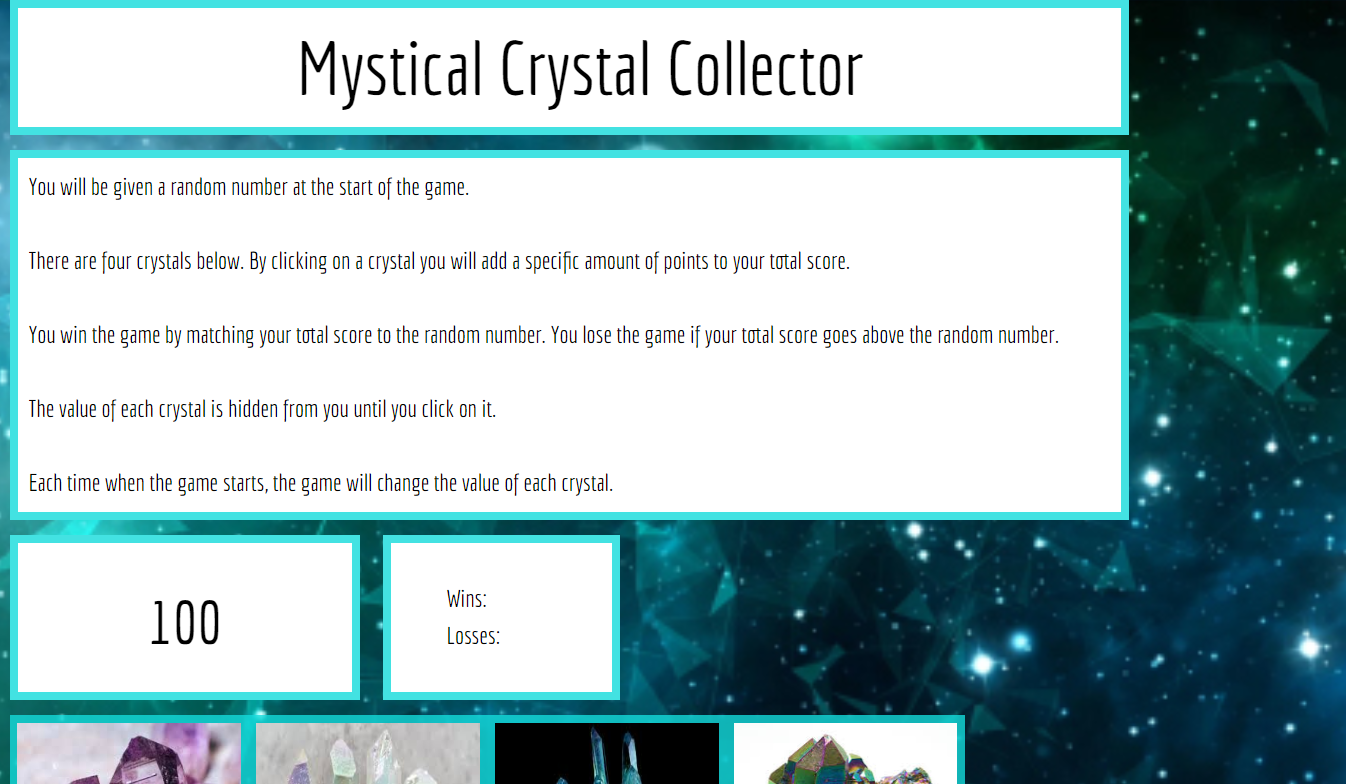 Mystical Crystal Collector
You will be given a random number at the start of the game.
There are four crystals below. By clicking on a crystal you will add a specific amount of points to your total score.
You win the game by matching your total score to the random number. You lose the game if your total score goes above the random number.
The value of each crystal is hidden from you until you click on it.
Each time when the game starts, the game will change the value of each crystal.
100
Wins:
Losses: